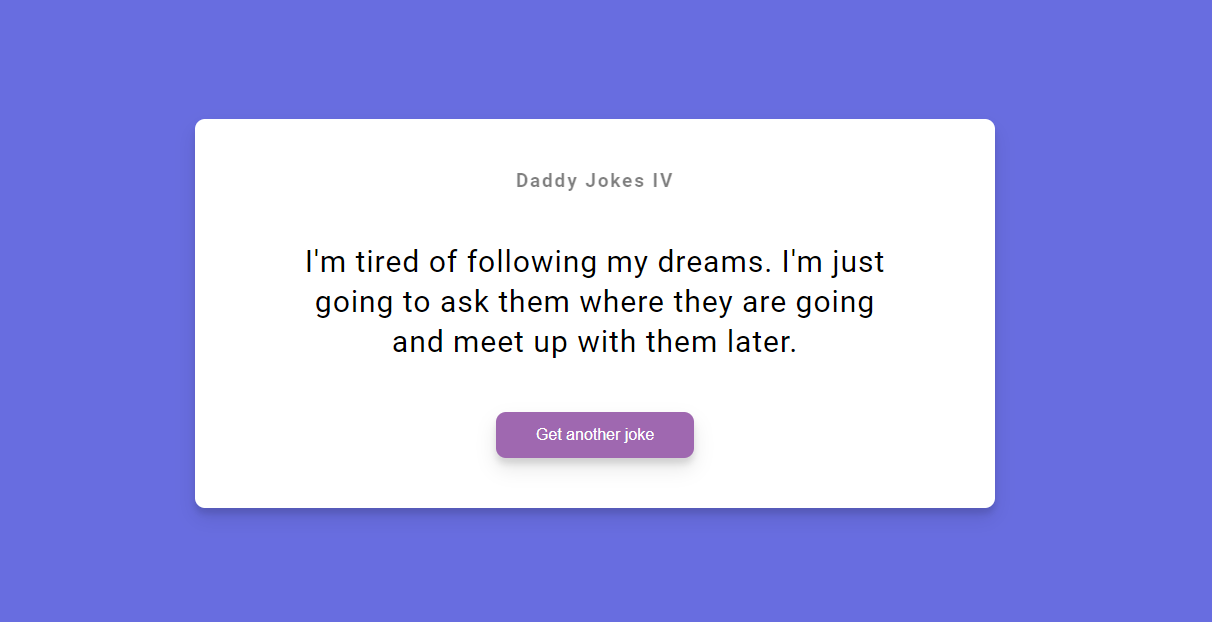 Daddy Jokes IV
I'm tired of following my dreams. I'm just
going to ask them where they are going
and meet up with them later.
Get another joke